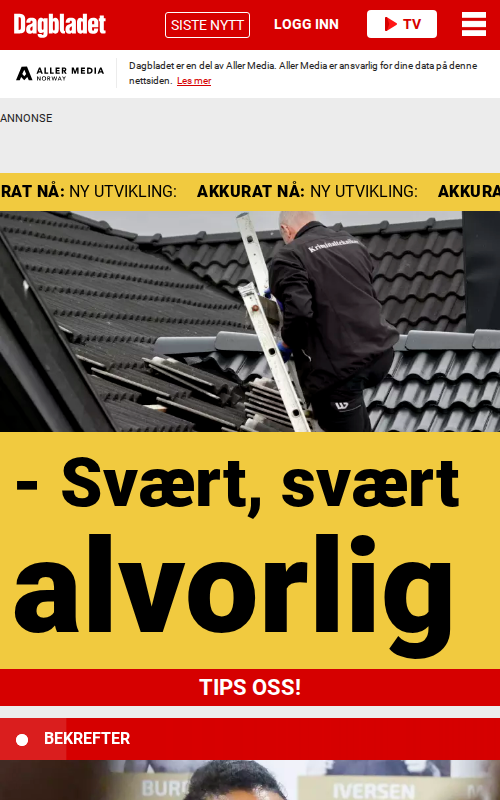 Dagbladet SISTE NYTT LOGG INN TV
ALLER MEDIA
NORWAY
Dagbladet er en del av Aller Media. Aller Media er ansvarlig for dine data på denne
nettsiden. Les mer
ANNONSE
RAT NÅ: NY UTVIKLING: AKKURAT NÅ: NY UTVIKLING: AKKURA
Kriminaltekniker
- Svært, svært
alvorlig
TIPS OSS!
BEKREFTER
BURG IVERSEN M